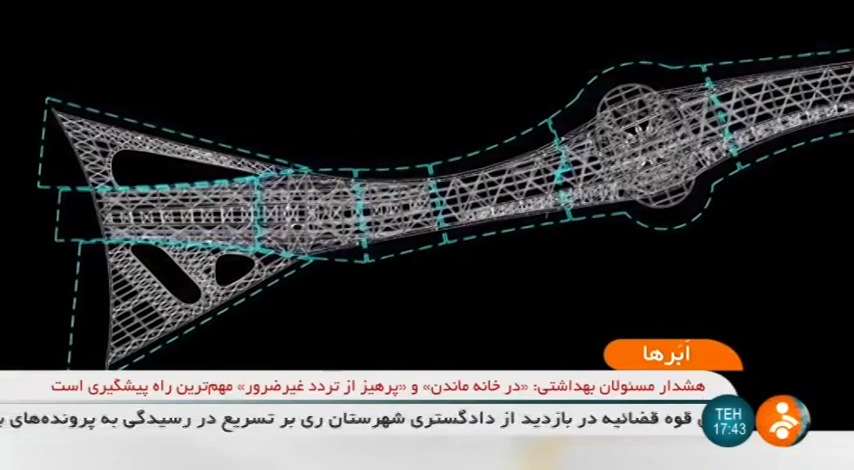 اَبَرها
هشدار مسئولان بهداشتی: «در خانه ماندن» و «پرهیز از تردد غیرضرور» مهم‌ترین راه پیشگیری است
قوه قضائیه در بازدید از دادگستری شهرستان ری بر تسریع در رسیدگی به پرونده‌های
TEH
17:43